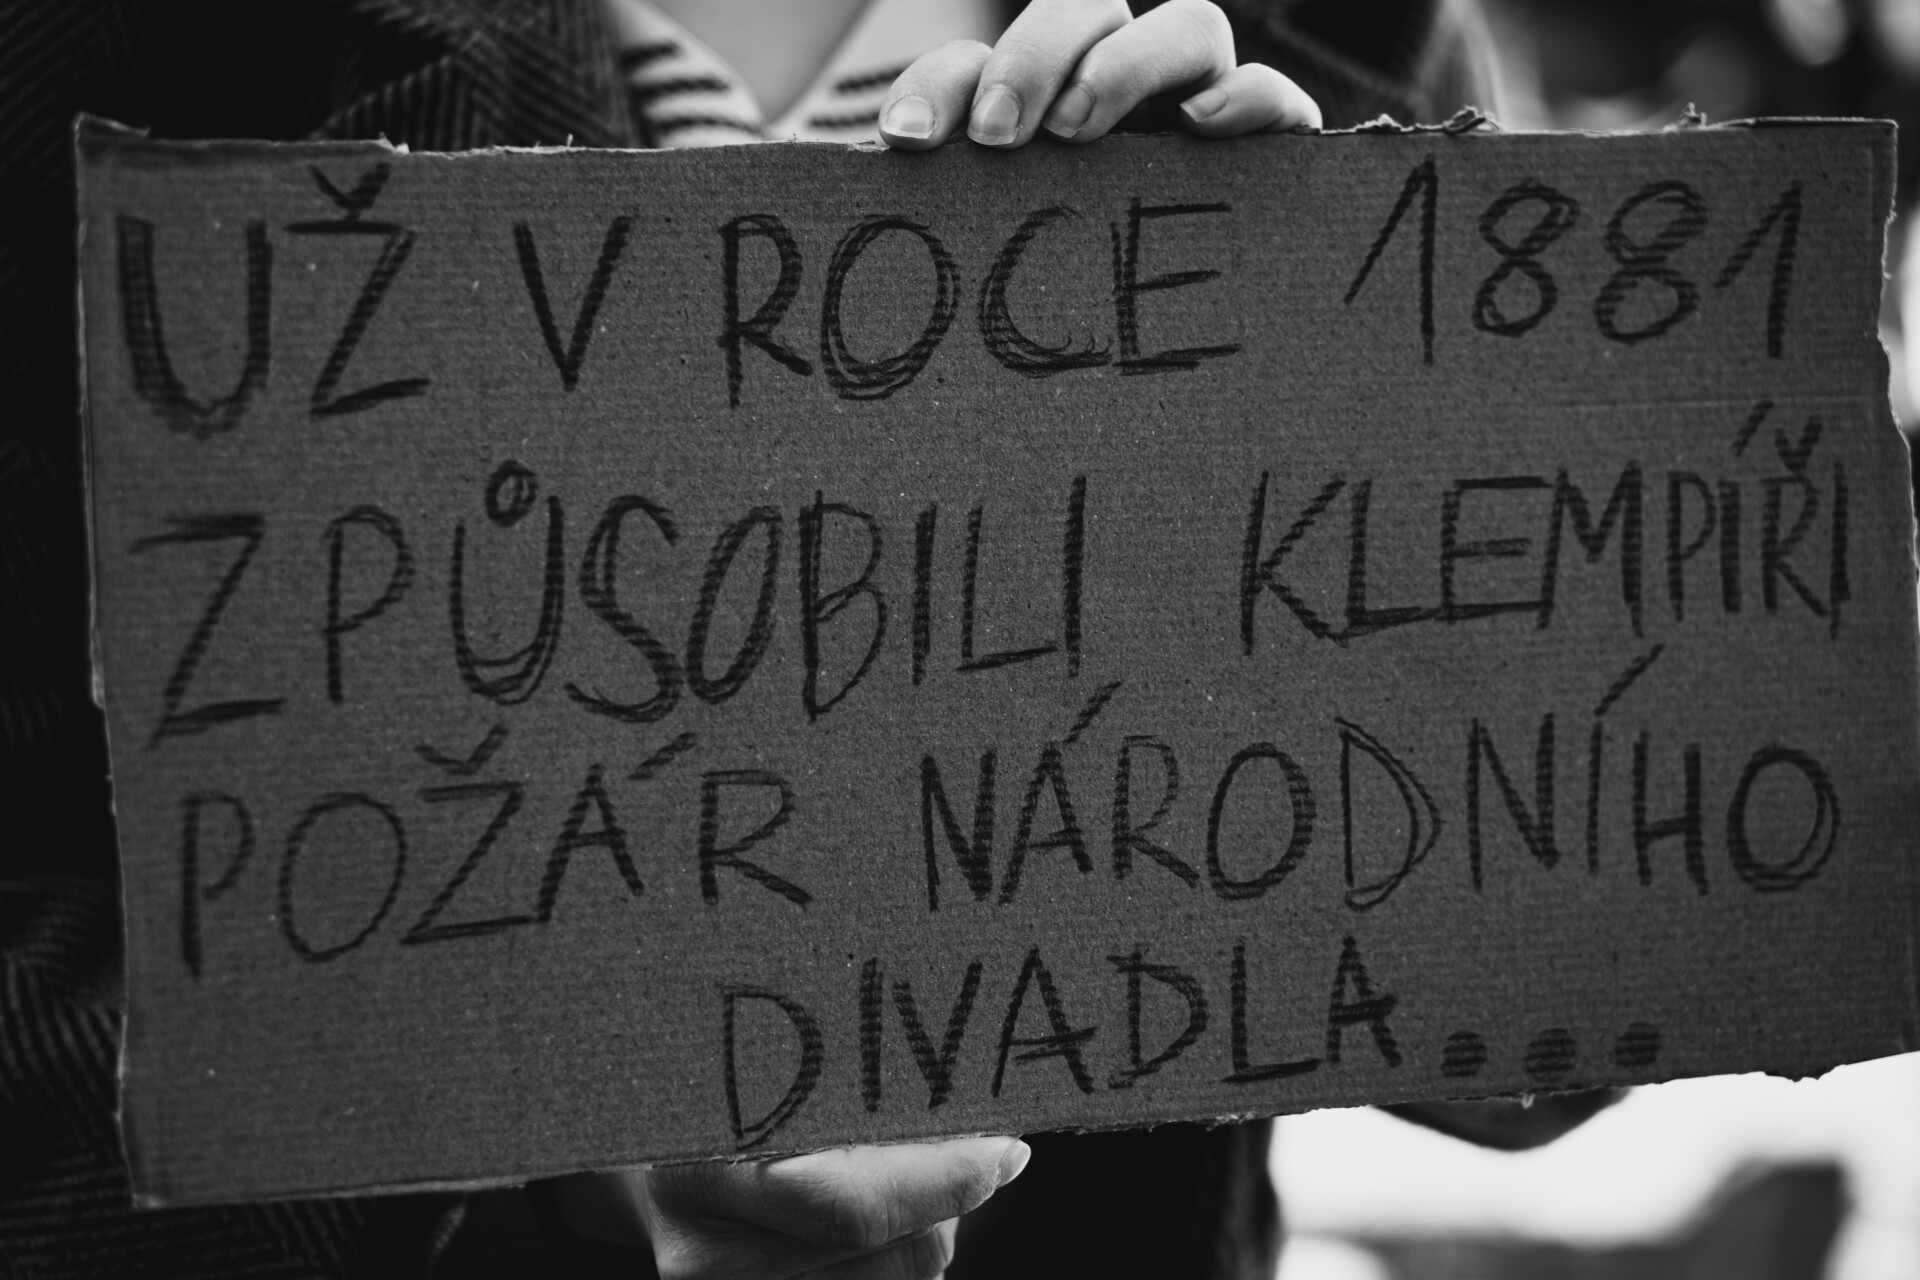 UŽ V ROCE 1881
ZPŮSOBILI KLEMPÍŘI
POŽÁR NÁRODNÍHO
DIVADLA...